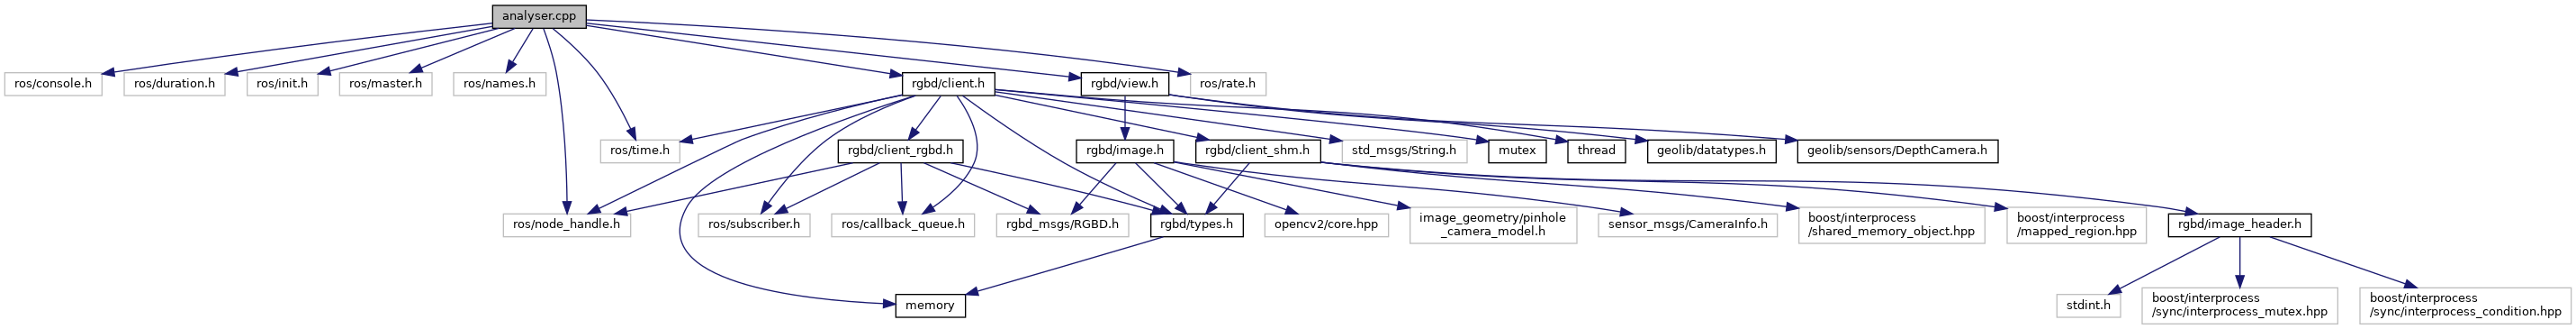 analyser.cpp
ros/console.h
ros/duration.h
ros/init.h
ros/master.h
ros/names.h
rgbd/client.h
rgbd/view.h
ros/rate.h
ros/time.h
rgbd/client_rgbd.h
rgbd/image.h
rgbd/client_shm.h
std_msgs/String.h
mutex
thread
geolib/datatypes.h
geolib/sensors/DepthCamera.h
ros/node_handle.h
ros/subscriber.h
ros/callback_queue.h
rgbd_msgs/RGBD.h
rgbd/types.h
opencv2/core.hpp
image_geometry/pinhole
_camera_model.h
sensor_msgs/CameraInfo.h
boost/interprocess
/shared_memory_object.hpp
boost/interprocess
/mapped_region.hpp
rgbd/image_header.h
memory
stdint.h
boost/interprocess
/sync/interprocess_mutex.hpp
boost/interprocess
/sync/interprocess_condition.hpp